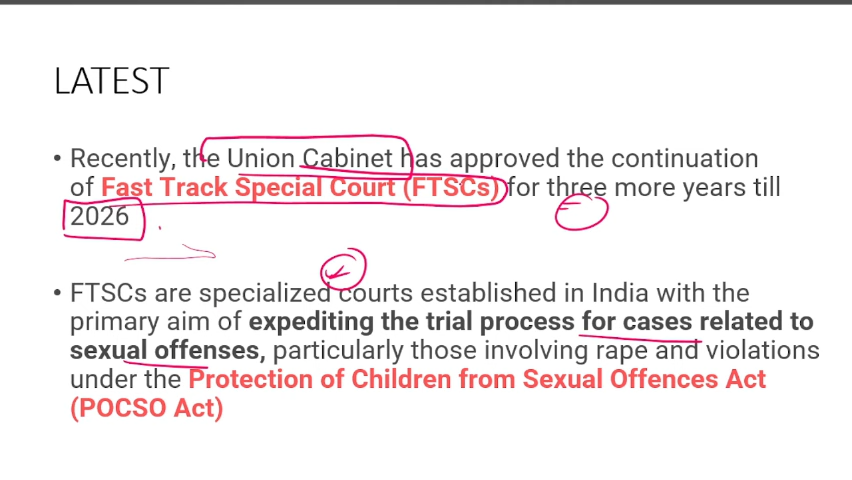 LATEST
• Recently, the Union Cabinet has approved the continuation
of Fast Track Special Court (FTSCs) for three more years till
2026
• FTSCs are specialized courts established in India with the
primary aim of expediting the trial process for cases related to
sexual offenses, particularly those involving rape and violations
under the Protection of Children from Sexual Offences Act
(POCSO Act)